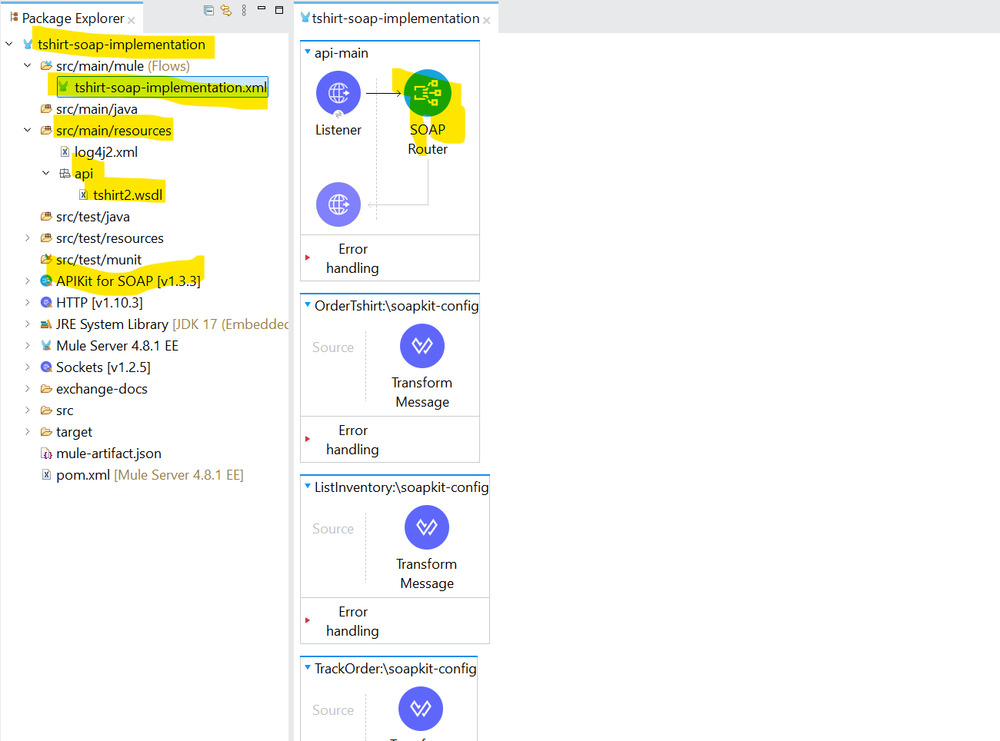 Package Explorer
tshirt-soap-implementation
src/main/mule (Flows)
tshirt-soap-implementation.xml
src/main/java
src/main/resources
log4j2.xml
api
tshirt2.wsdl
src/test/java
src/test/resources
src/test/munit
APIKit for SOAP [v1.3.3]
HTTP [v1.10.3]
JRE System Library [JDK 17 (Embedded
Mule Server 4.8.1 EE
Sockets [v1.2.5]
exchange-docs
src
target
mule-artifact.json
pom.xml [Mule Server 4.8.1 EE]
tshirt-soap-implementation
api-main
Listener
SOAP
Router
Error
handling
OrderTshirt:\soapkit-config
Source
Transform
Message
Error
handling
ListInventory:\soapkit-config
Source
Transform
Message
Error
handling
TrackOrder:\soapkit-config
Source